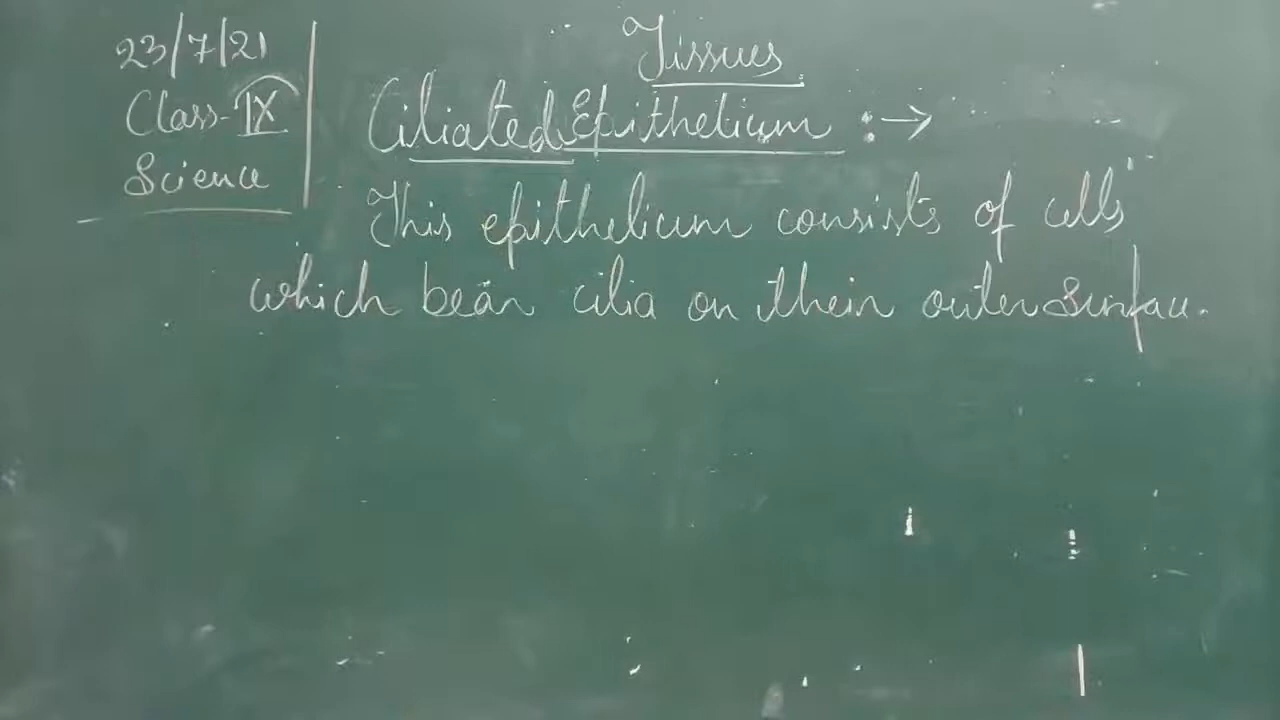 23/7/21
Class-IX
Science
Tissues
Ciliated Epithelium :→
This epithelium consists of cells
which bear cilia on their outer surface.